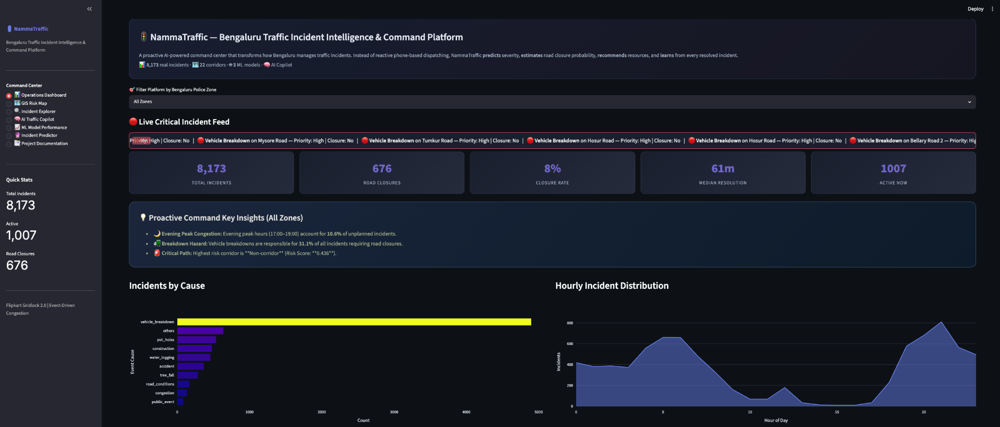 Deploy
NammaTraffic
Bengaluru Traffic Incident Intelligence &
Command Platform
Command Center
Operations Dashboard
GIS Risk Map
Incident Explorer
AI Traffic Copilot
ML Model Performance
Incident Predictor
Project Documentation
Quick Stats
Total Incidents
8,173
Active
1,007
Road Closures
676
Flipkart Gridlock 2.0 | Event-Driven
Congestion
NammaTraffic — Bengaluru Traffic Incident Intelligence & Command Platform
A proactive AI-powered command center that transforms how Bengaluru manages traffic incidents. Instead of reactive phone-based dispatching, NammaTraffic predicts severity, estimates road closure probability, recommends resources, and learns from every resolved incident.
8,173 real incidents · 22 corridors · 3 ML models · AI Copilot
Filter Platform by Bengaluru Police Zone
All Zones
Live Critical Incident Feed
Priority: High | Closure: No | Vehicle Breakdown on Mysore Road — Priority: High | Closure: No | Vehicle Breakdown on Tumkur Road — Priority: High | Closure: No | Vehicle Breakdown on Hosur Road — Priority: High | Closure: No | Vehicle Breakdown on Hosur Road — Priority: High | Closure: No | Vehicle Breakdown on Bellary Road 2 — Priority: Hig
8,173
TOTAL INCIDENTS
676
ROAD CLOSURES
8%
CLOSURE RATE
61m
MEDIAN RESOLUTION
1007
ACTIVE NOW
Proactive Command Key Insights (All Zones)
• Evening Peak Congestion: Evening peak hours (17:00–19:00) account for 10.6% of unplanned incidents.
• Breakdown Hazard: Vehicle breakdowns are responsible for 31.1% of all incidents requiring road closures.
• Critical Path: Highest risk corridor is **Non-corridor** (Risk Score: **0.436**).
Incidents by Cause
Event Cause
vehicle_breakdown
others
pot_holes
construction
water_logging
accident
tree_fall
road_conditions
congestion
public_event
0 1000 2000 3000 4000 5000
Count
Hourly Incident Distribution
Incidents
800
600
400
200
0
0 5 10 15 20
Hour of Day